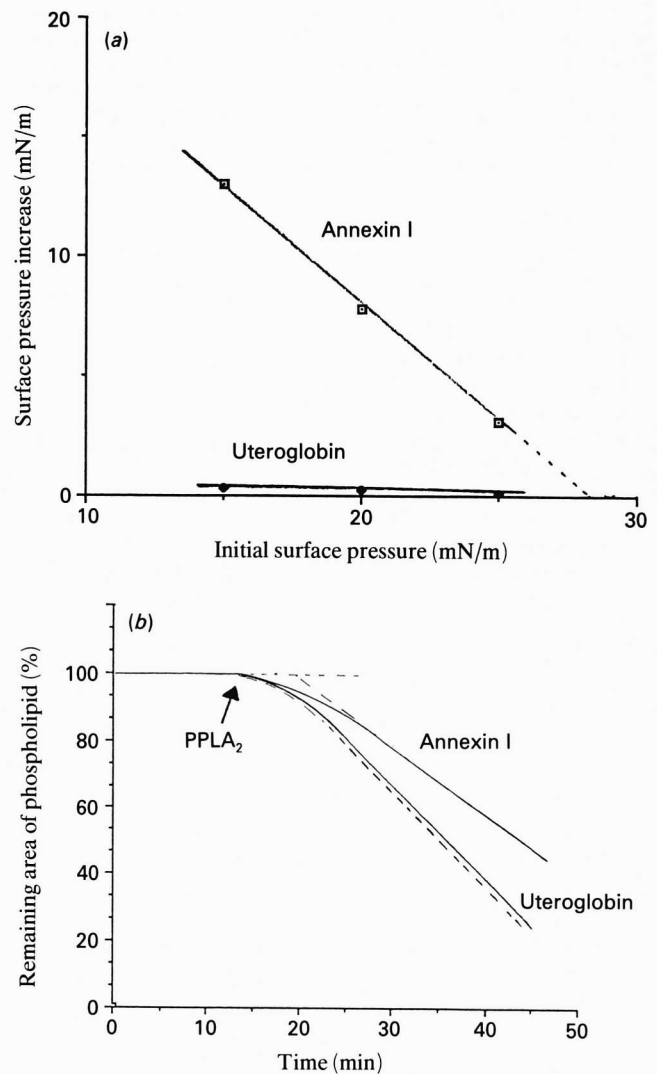 (a)
20
10
0
Surface pressure increase (mN/m)
Annexin I
Uteroglobin
10
20
30
Initial surface pressure (mN/m)
(b)
100
80
60
40
20
0
Remaining area of phospholipid (%)
PPLA₂
Annexin I
Uteroglobin
0
10
20
30
40
50
Time (min)